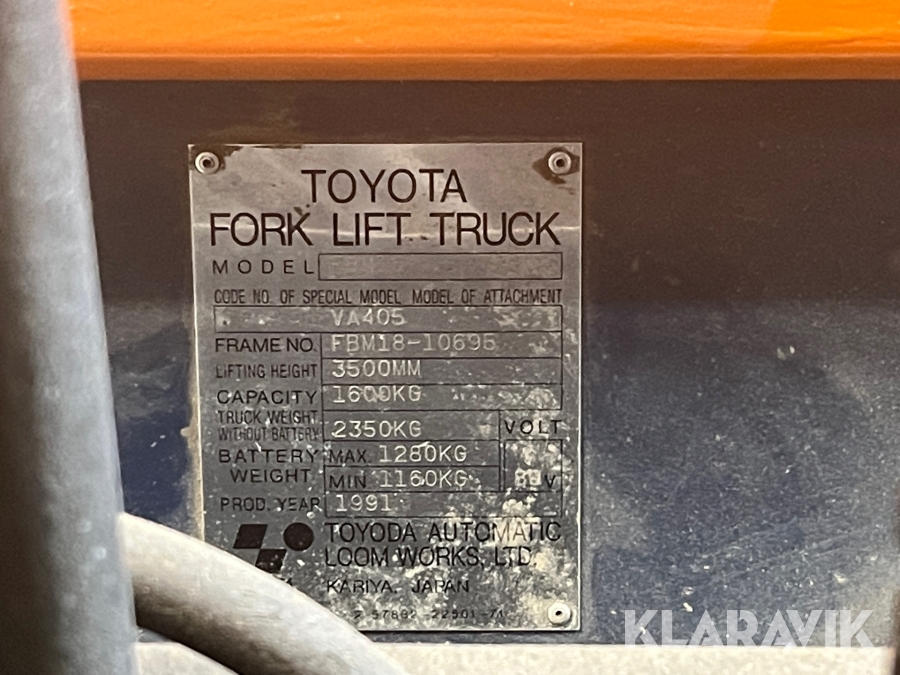 TOYOTA
FORK LIFT TRUCK
MODEL
CODE NO. OF SPECIAL MODEL MODEL OF ATTACHMENT
VA405
FRAME NO. FBM18-10695
LIFTING HEIGHT 3500MM
CAPACITY 1600KG
TRUCK WEIGHT
WITHOUT BATTERY 2350KG VOLT
BATTERY MAX. 1280KG
WEIGHT MIN 1160KG V
PROD. YEAR 1991
TOYODA AUTOMATIC
LOOM WORKS, LTD.
KARIYA, JAPAN
KLARAVIK